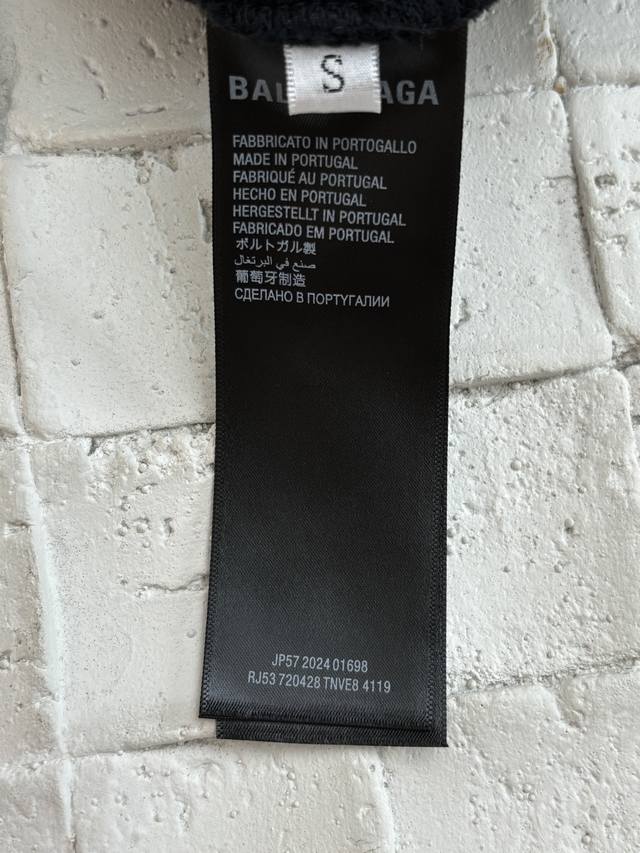 S
FABBRICATO IN PORTOGALLO
MADE IN PORTUGAL
FABRIQUÉ AU PORTUGAL
HECHO EN PORTUGAL
HERGESTELLT IN PORTUGAL
FABRICADO EM PORTUGAL
ポルトガル製
صنع في البرتغال
葡萄牙制造
СДЕЛАНО В ПОРТУГАЛИИ
JP57 2024 01698
RJ53 720428 TNVE8 4119